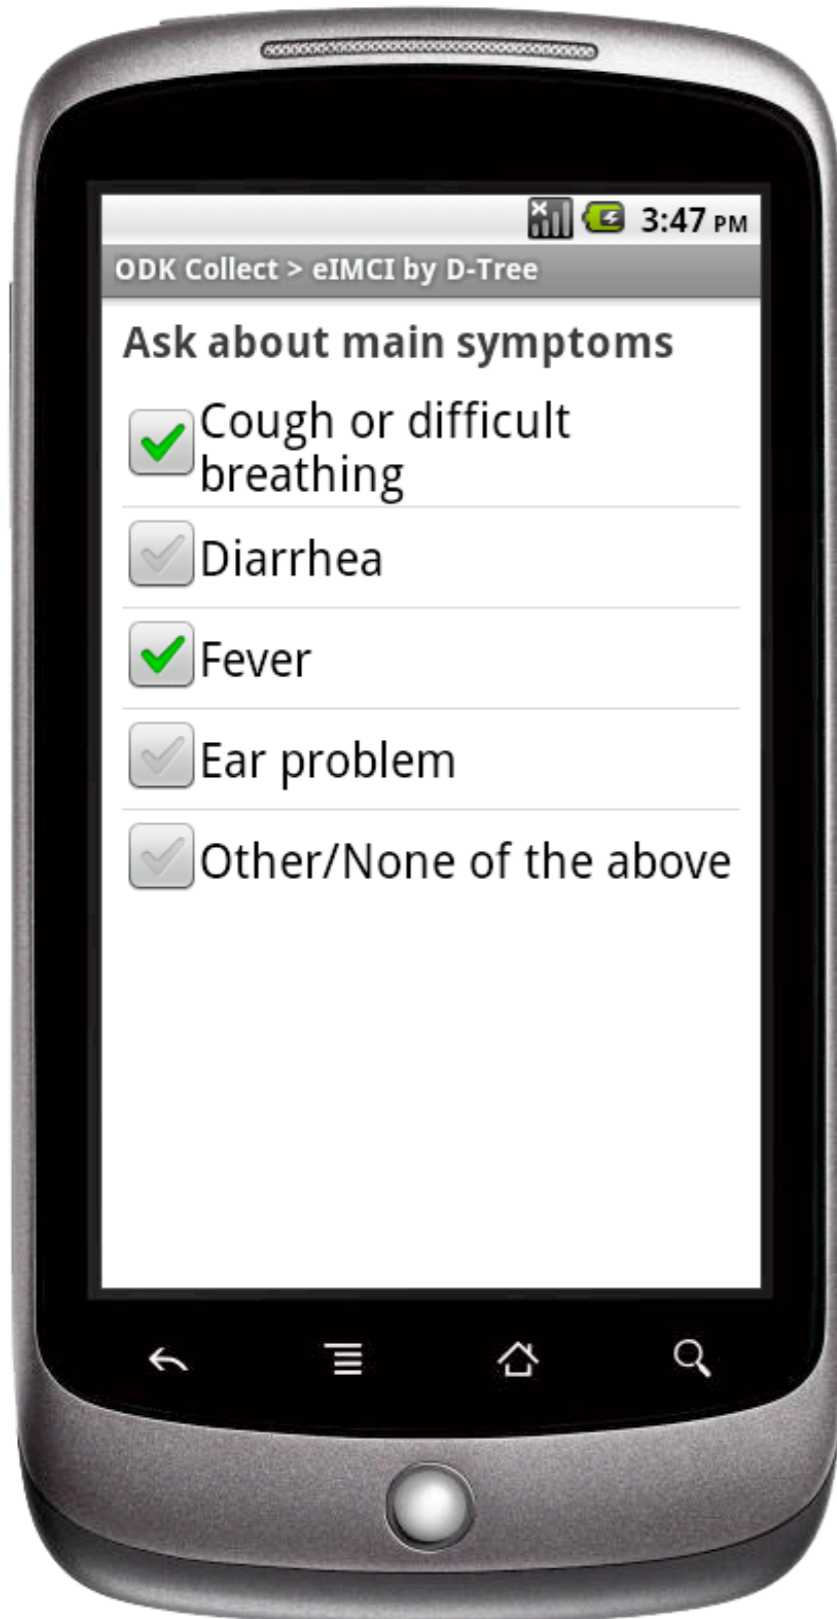 3:47 PM
ODK Collect > eIMCI by D-Tree
Ask about main symptoms
Cough or difficult
breathing
Diarrhea
Fever
Ear problem
Other/None of the above